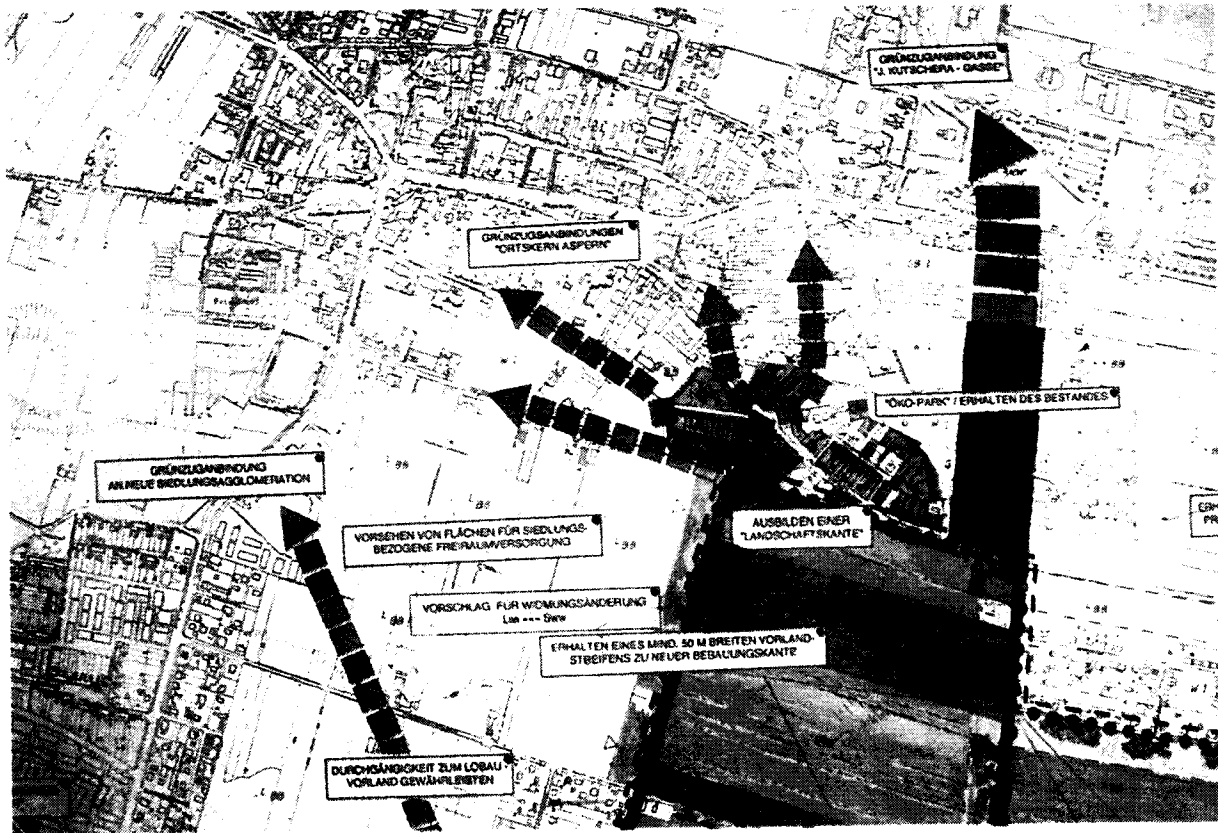 GRÜNZUGANBINDUNG
"J. KUTSCHERA - GASSE"
GRÜNZUGSANBINDUNGEN
"ORTSKERN ASPERN"
"ÖKO-PARK" / ERHALTEN DES BESTANDES
GRÜNZUGANBINDUNG
AN NEUE SIEDLUNGSAGGLOMERATION
VORSEHEN VON FLÄCHEN FÜR SIEDLUNGS-
BEZOGENE FREIRAUMVERSORGUNG
AUSBILDEN EINER
"LANDSCHAFTSKANTE"
VORSCHLAG FÜR WIDMUNGSÄNDERUNG
Sww
ERHALTEN EINES MIND. 50 M BREITEN VORLAND-
STREIFENS ZU NEUER BEBAUUNGSKANTE
DURCHGÄNGIGKEIT ZUM LOBAU
VORLAND GEWÄHRLEISTEN